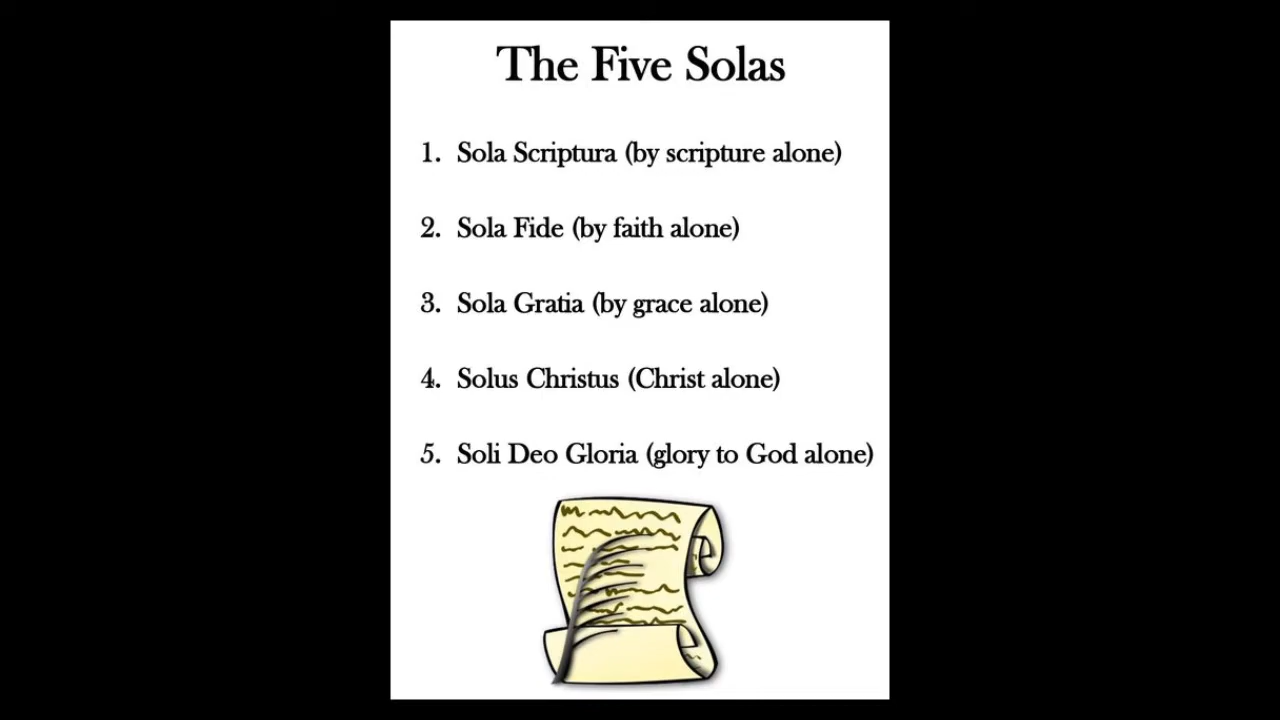 The Five Solas
1. Sola Scriptura (by scripture alone)
2. Sola Fide (by faith alone)
3. Sola Gratia (by grace alone)
4. Solus Christus (Christ alone)
5. Soli Deo Gloria (glory to God alone)